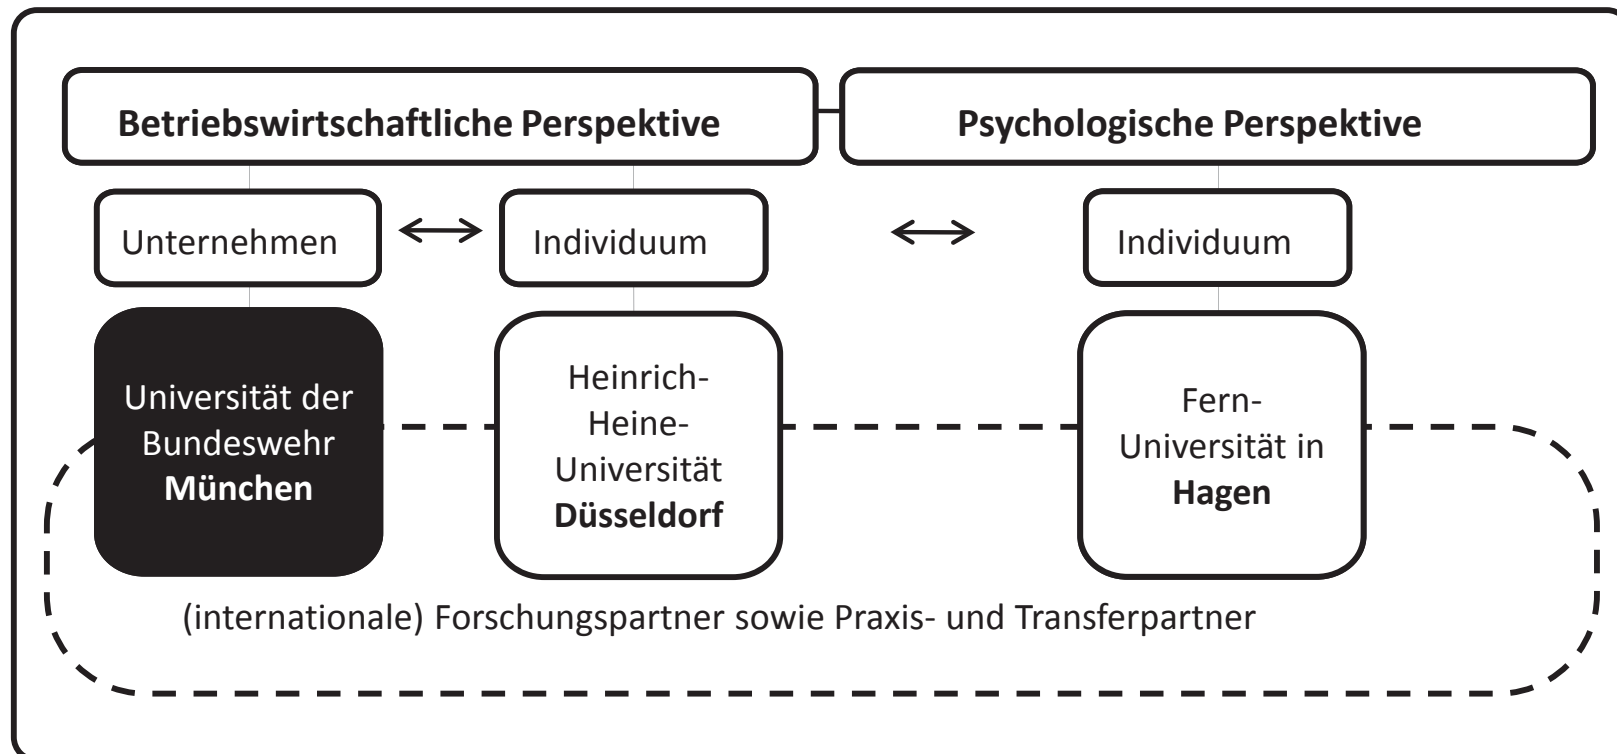 Betriebswirtschaftliche Perspektive
Psychologische Perspektive
Unternehmen
Individuum
Individuum
Universität der
Bundeswehr
München
Heinrich-
Heine-
Universität
Düsseldorf
Fern-
Universität in
Hagen
(internationale) Forschungspartner sowie Praxis- und Transferpartner